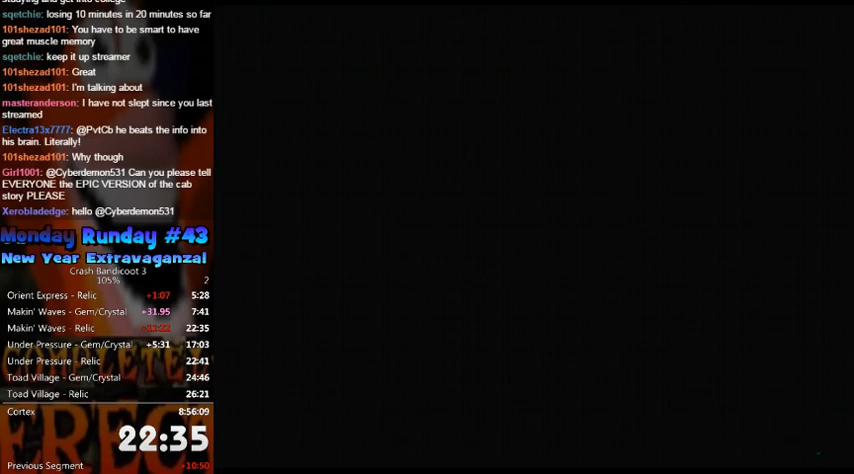 studying and get into college
sqetchie: losing 10 minutes in 20 minutes so far
101shezad101: You have to be smart to have
great muscle memory
sqetchie: keep it up streamer
101shezad101: Great
101shezad101: I'm talking about
masteranderson: I have not slept since you last
streamed
Electra13x7777: @PvtCb he beats the info into
his brain. Literally!
101shezad101: Why though
Girl1001: @Cyberdemon531 Can you please tell
EVERYONE the EPIC VERSION of the cab
story PLEASE
Xerobladedge: hello @Cyberdemon531
Monday Runday #43
New Year Extravaganza!
Crash Bandicoot 3
105% 2
Orient Express - Relic +1:07 5:28
Makin' Waves - Gem/Crystal +31.95 7:41
Makin' Waves - Relic 22:35
Under Pressure - Gem/Crystal +5:31 17:03
Under Pressure - Relic 22:41
Toad Village - Gem/Crystal 24:46
Toad Village - Relic 26:21
Cortex 8:56:09
22:35
Previous Segment +10:50